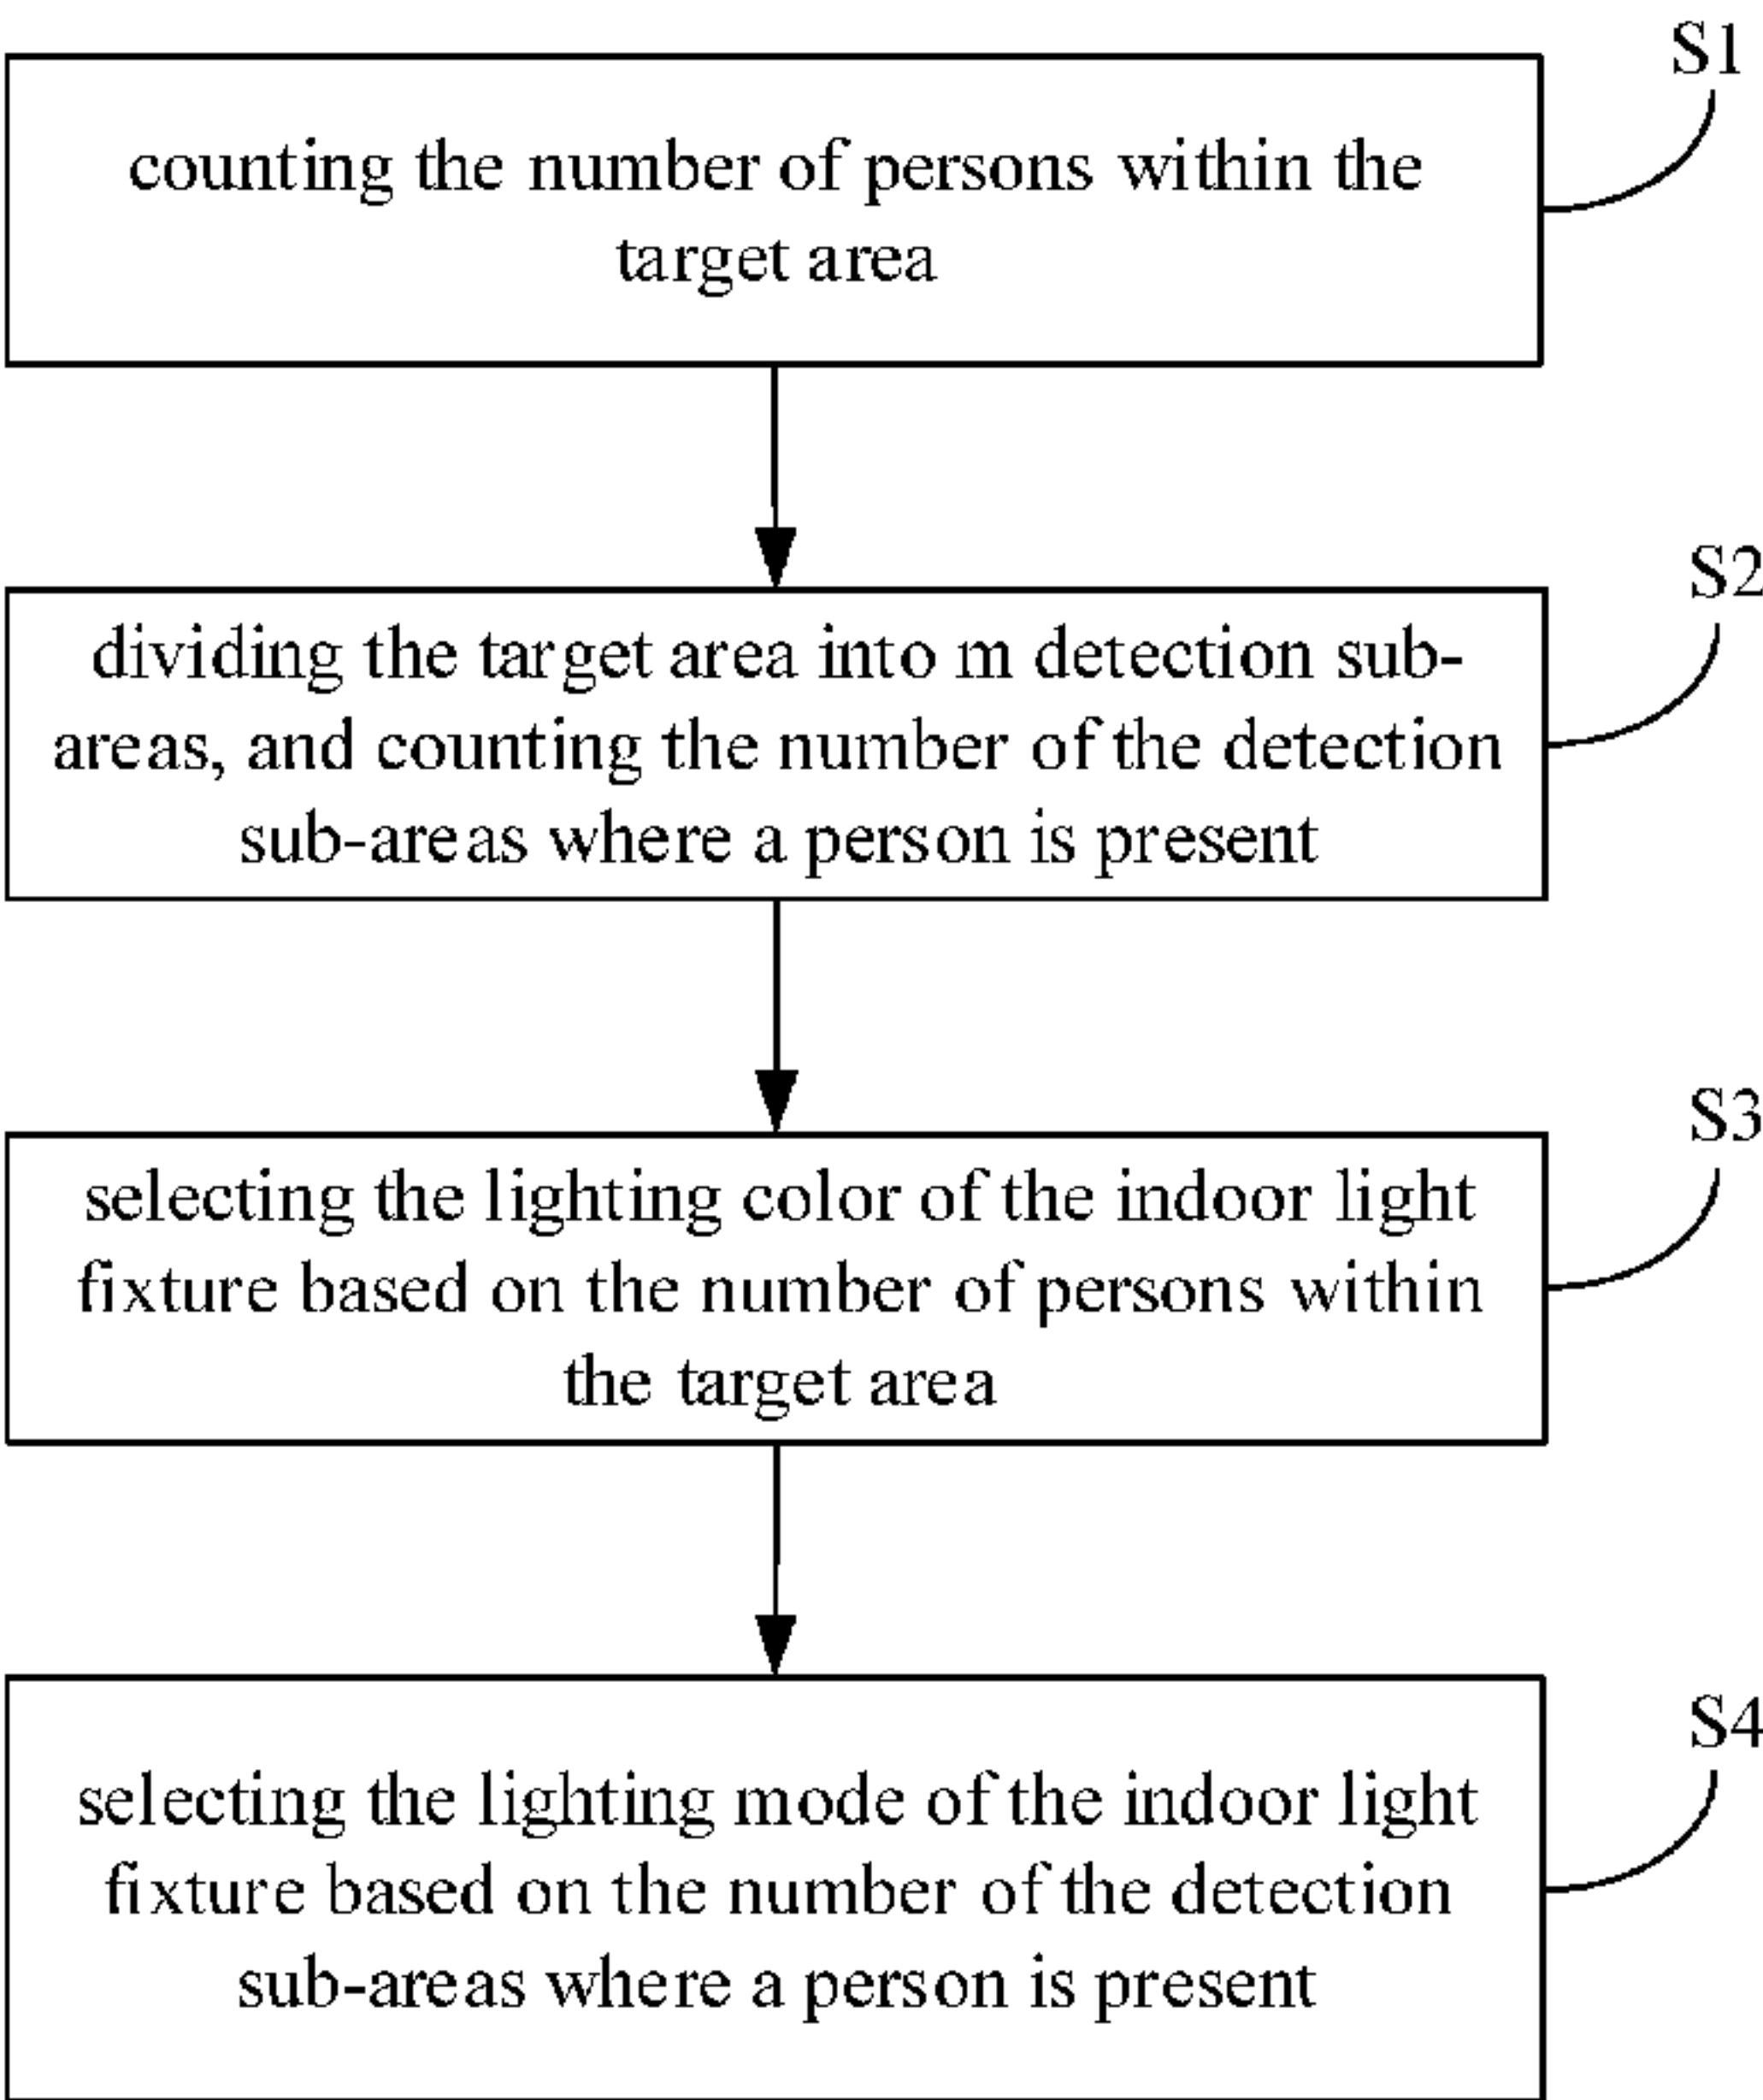 S1
counting the number of persons within the
target area
S2
dividing the target area into m detection sub-
areas, and counting the number of the detection
sub-areas where a person is present
S3
selecting the lighting color of the indoor light
fixture based on the number of persons within
the target area
S4
selecting the lighting mode of the indoor light
fixture based on the number of the detection
sub-areas where a person is present